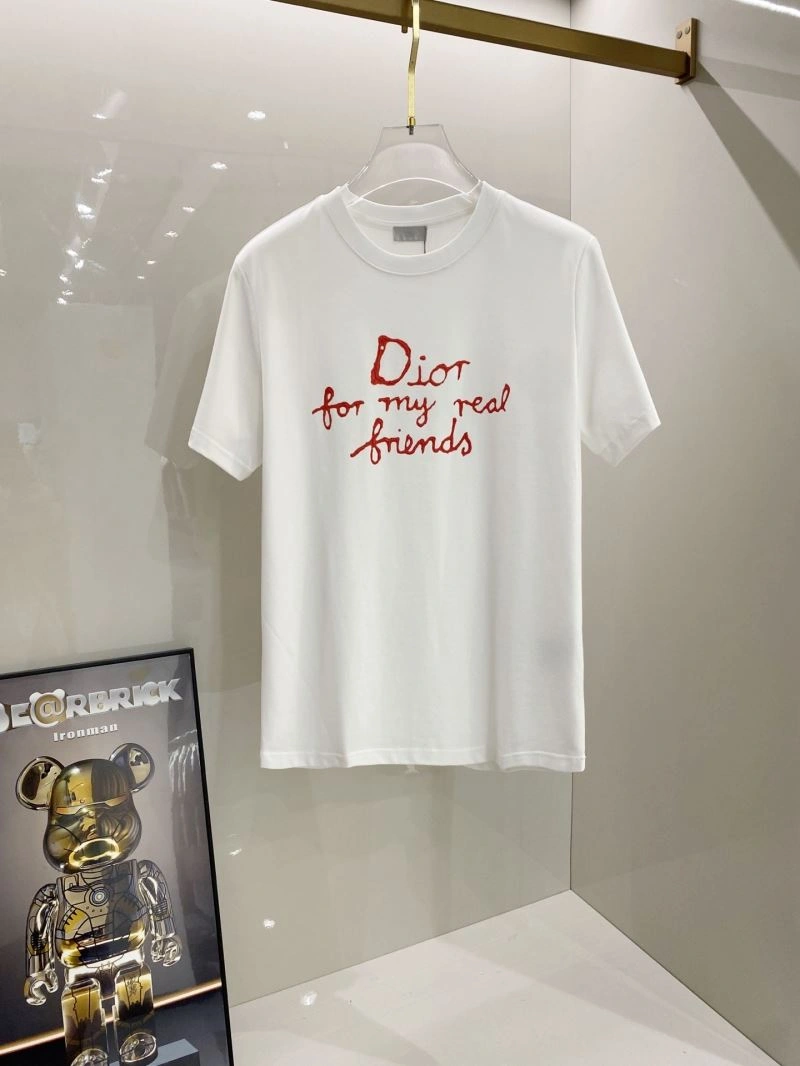 Dior
for my real
friends
BE@RBRICK
Ironman